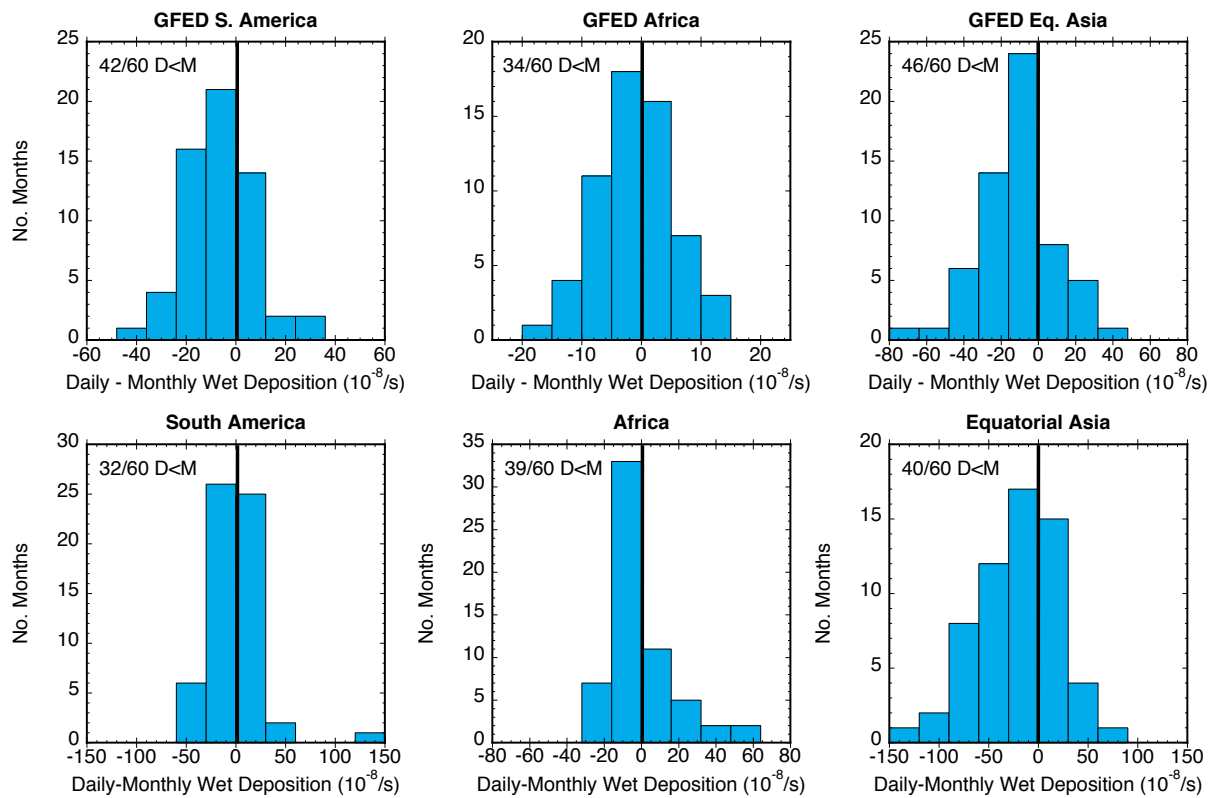 GFED S. America
GFED Africa
GFED Eq. Asia
25
20
15
10
5
0
No. Months
42/60 D<M
-60 -40 -20 0 20 40 60
Daily - Monthly Wet Deposition (10⁻⁸/s)
20
15
10
5
0
34/60 D<M
-20 -10 0 10 20
Daily - Monthly Wet Deposition (10⁻⁸/s)
25
20
15
10
5
0
46/60 D<M
-80 -60 -40 -20 0 20 40 60 80
Daily - Monthly Wet Deposition (10⁻⁸/s)
South America
Africa
Equatorial Asia
30
25
20
15
10
5
0
No. Months
32/60 D<M
-150 -100 -50 0 50 100 150
Daily-Monthly Wet Deposition (10⁻⁸/s)
35
30
25
20
15
10
5
0
No. Months
39/60 D<M
-80 -60 -40 -20 0 20 40 60 80
Daily-Monthly Wet Deposition (10⁻⁸/s)
20
15
10
5
0
No. Months
40/60 D<M
-150 -100 -50 0 50 100 150
Daily-Monthly Wet Deposition (10⁻⁸/s)